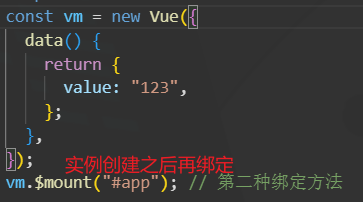 const vm = new Vue({
  data() {
    return {
      value: "123",
    };
  },
});
实例创建之后再绑定
vm.$mount("#app"); // 第二种绑定方法